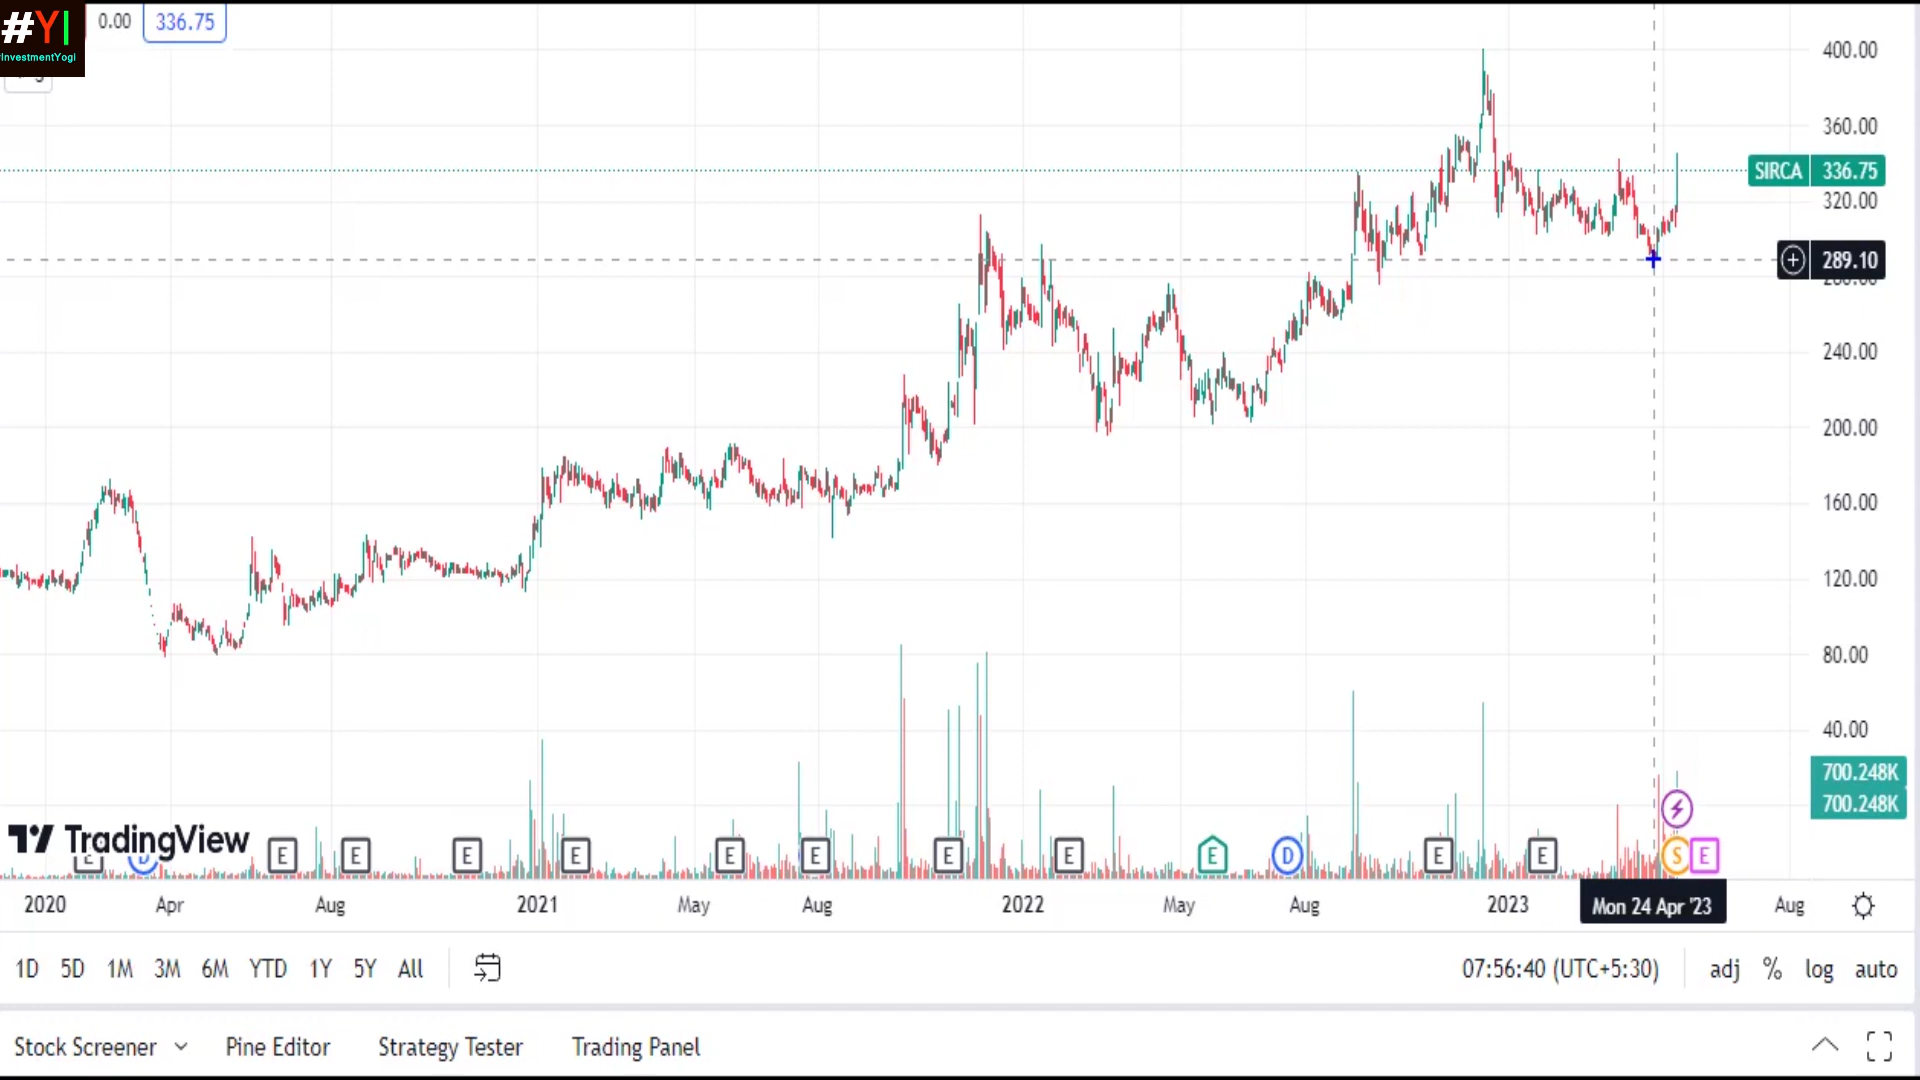 #YI
InvestmentYogi
0.00 336.75
400.00
360.00
SIRCA 336.75
320.00
289.10
240.00
200.00
160.00
120.00
80.00
40.00
700.248K
700.248K
TradingView
E D E E E E E E E E E D E E S E
2020 Apr Aug 2021 May Aug 2022 May Aug 2023 Mon 24 Apr '23 Aug
1D 5D 1M 3M 6M YTD 1Y 5Y All
07:56:40 (UTC+5:30) adj % log auto
Stock Screener Pine Editor Strategy Tester Trading Panel